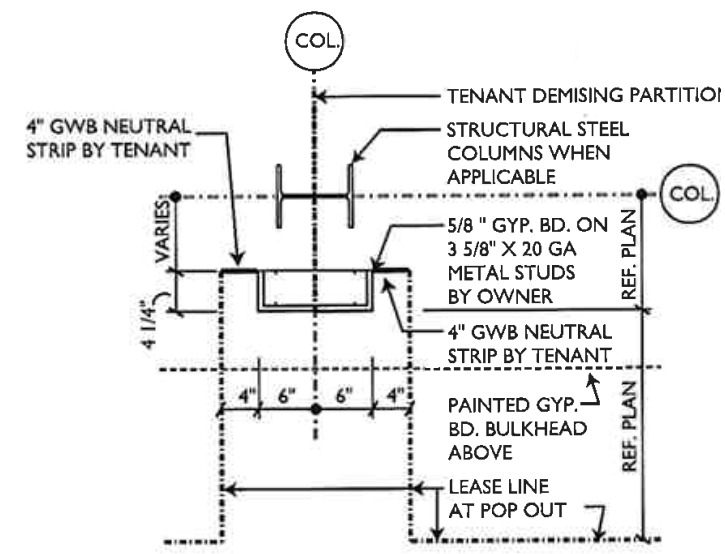 COL.
TENANT DEMISING PARTITION
4" GWB NEUTRAL
STRIP BY TENANT
STRUCTURAL STEEL
COLUMNS WHEN
APPLICABLE
COL.
VARIES
5/8 " GYP. BD. ON
3 5/8" X 20 GA
METAL STUDS
BY OWNER
REF. PLAN
4 1/4"
4" GWB NEUTRAL
STRIP BY TENANT
4" 6" 6" 4"
PAINTED GYP.
BD. BULKHEAD
ABOVE
REF. PLAN
LEASE LINE
AT POP OUT